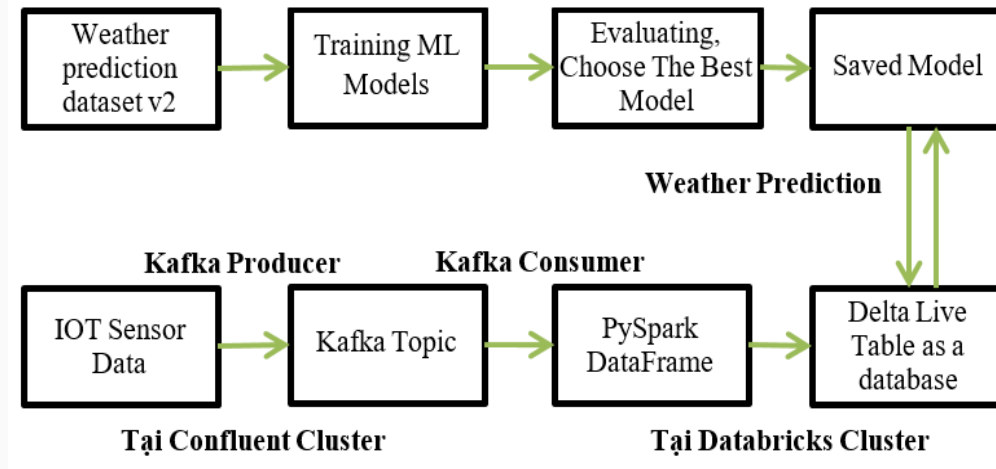 Weather
prediction
dataset v2
Training ML
Models
Evaluating,
Choose The Best
Model
Saved Model
Weather Prediction
Kafka Producer
Kafka Consumer
IOT Sensor
Data
Kafka Topic
PySpark
DataFrame
Delta Live
Table as a
database
Tại Confluent Cluster
Tại Databricks Cluster